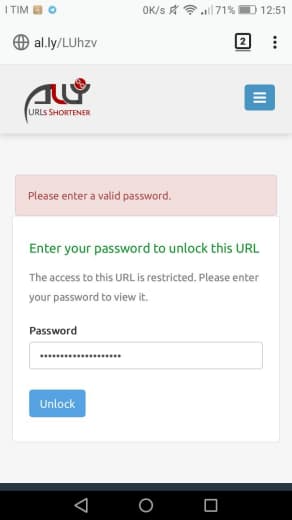 I TIM 0K/s 71% 12:51
al.ly/LUhzv 2
ALLY
URLS SHORTENER
Please enter a valid password.
Enter your password to unlock this URL
The access to this URL is restricted. Please enter
your password to view it.
Password
••••••••••••••••••••
Unlock